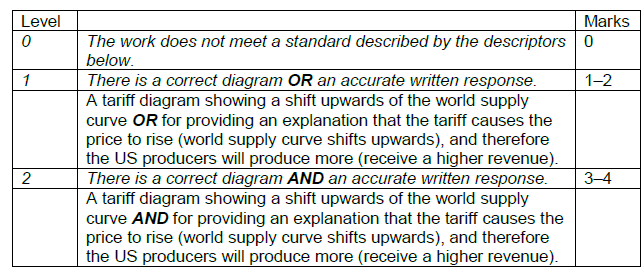 Level Marks
0 The work does not meet a standard described by the descriptors 0
below.
1 There is a correct diagram OR an accurate written response. 1–2
A tariff diagram showing a shift upwards of the world supply
curve OR for providing an explanation that the tariff causes the
price to rise (world supply curve shifts upwards), and therefore
the US producers will produce more (receive a higher revenue).
2 There is a correct diagram AND an accurate written response. 3–4
A tariff diagram showing a shift upwards of the world supply
curve AND for providing an explanation that the tariff causes the
price to rise (world supply curve shifts upwards), and therefore
the US producers will produce more (receive a higher revenue).